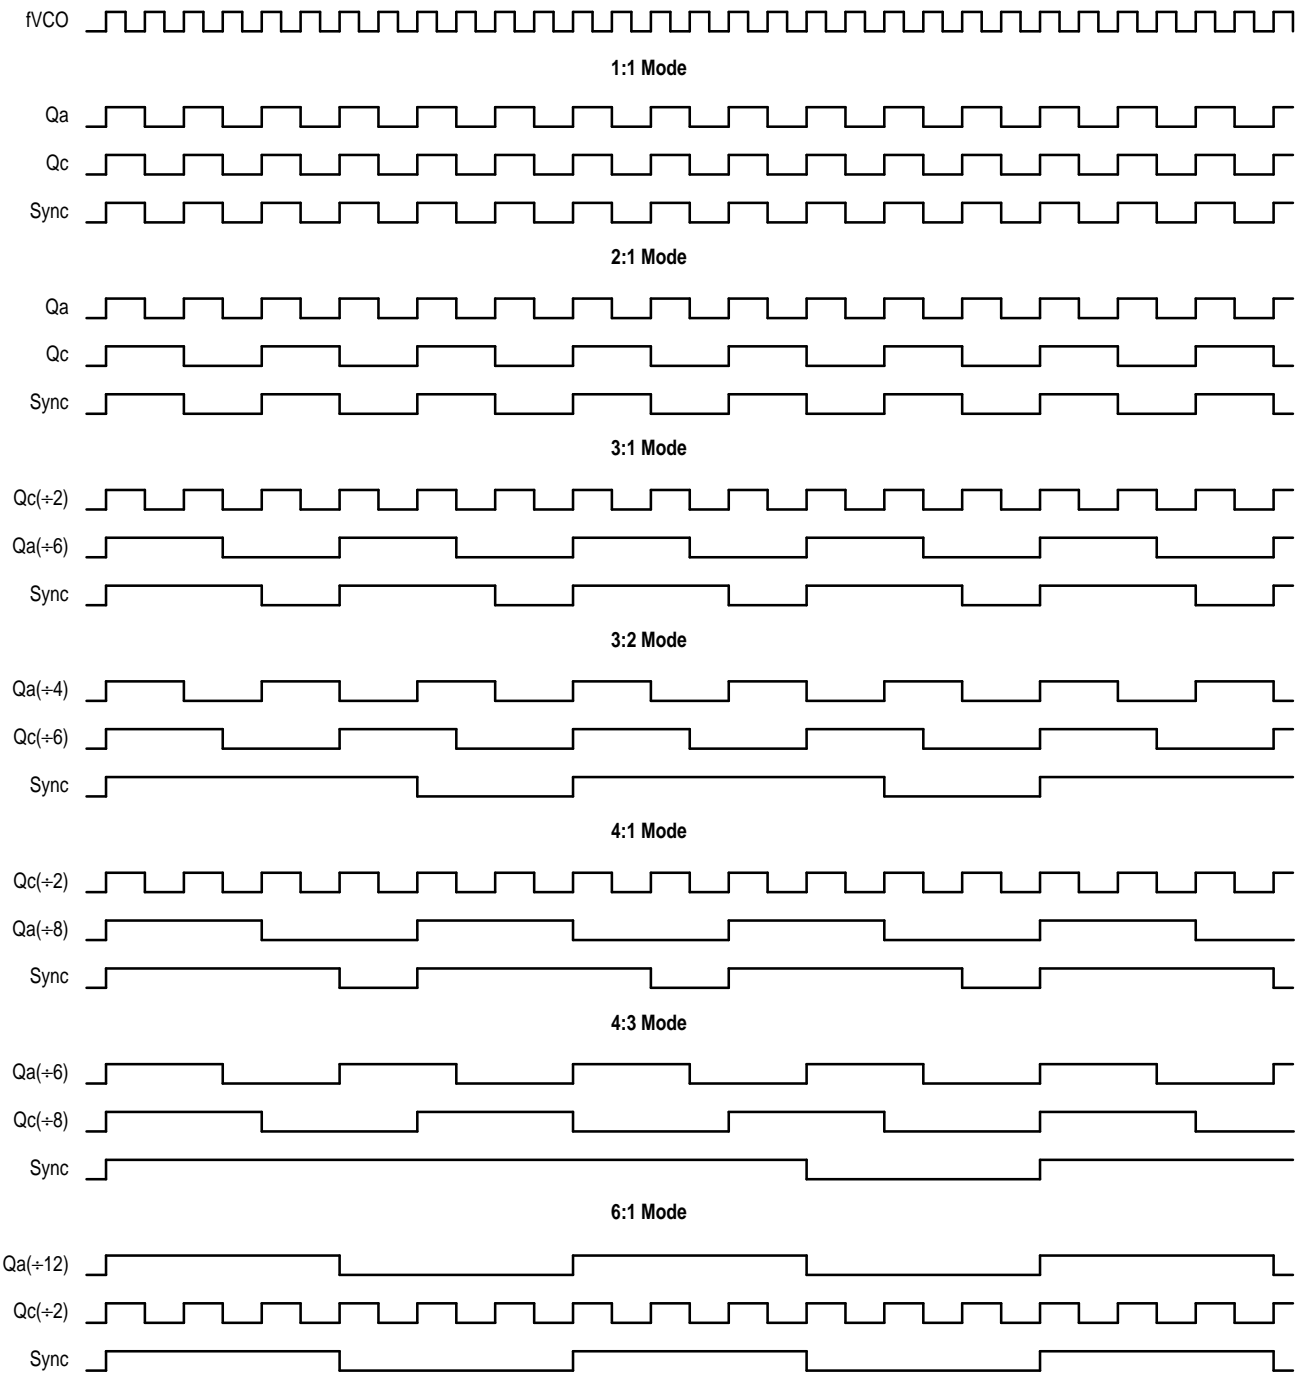 fVCO
1:1 Mode
Qa
Qc
Sync
2:1 Mode
Qa
Qc
Sync
3:1 Mode
Qc(÷2)
Qa(÷6)
Sync
3:2 Mode
Qa(÷4)
Qc(÷6)
Sync
4:1 Mode
Qc(÷2)
Qa(÷8)
Sync
4:3 Mode
Qa(÷6)
Qc(÷8)
Sync
6:1 Mode
Qa(÷12)
Qc(÷2)
Sync